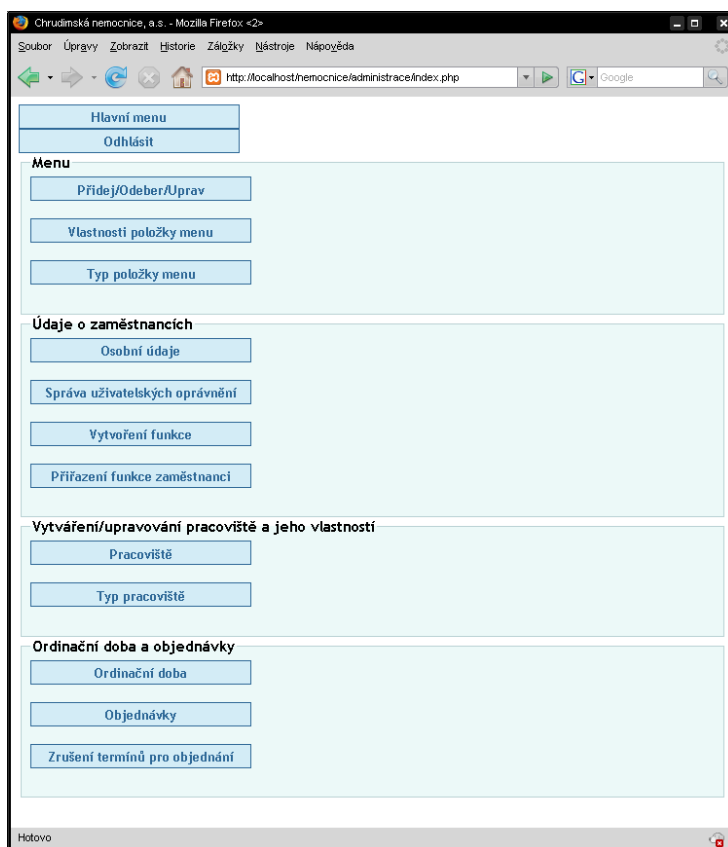 Chrudimská nemocnice, a.s. - Mozilla Firefox <2>
Soubor Úpravy Zobrazit Historie Záložky Nástroje Nápověda
http://localhost/nemocnice/administrace/index.php G Google
Hlavní menu
Odhlásit
Menu
Přidej/Odeber/Uprav
Vlastnosti položky menu
Typ položky menu
Údaje o zaměstnancích
Osobní údaje
Správa uživatelských oprávnění
Vytvoření funkce
Přiřazení funkce zaměstnanci
Vytváření/upravování pracoviště a jeho vlastností
Pracoviště
Typ pracoviště
Ordinační doba a objednávky
Ordinační doba
Objednávky
Zrušení termínů pro objednání
Hotovo